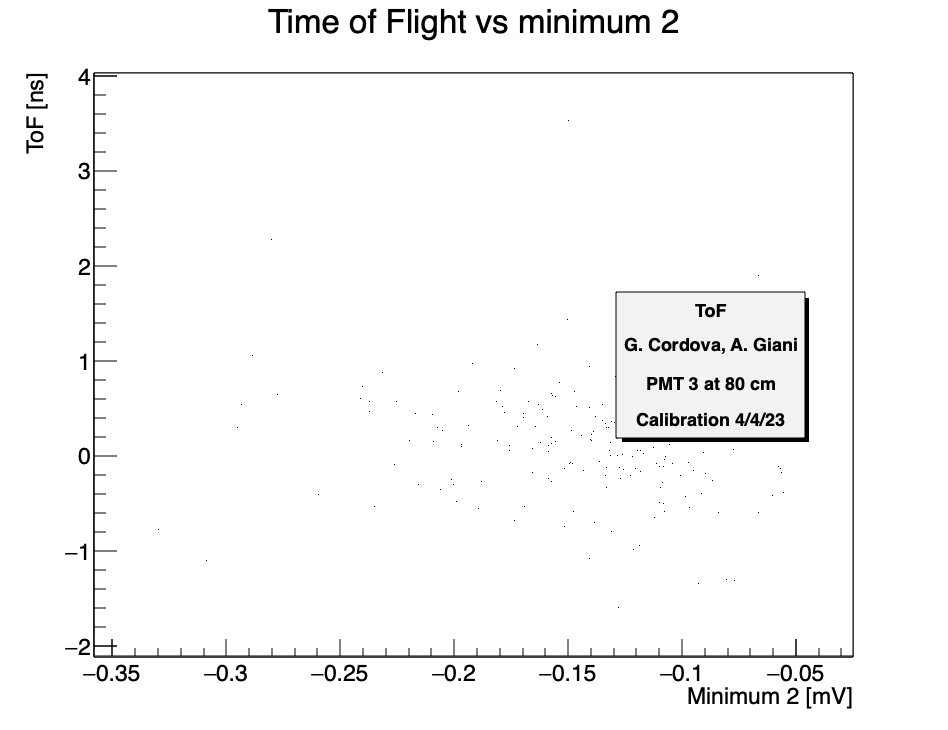 Time of Flight vs minimum 2
ToF [ns]
4
3
2
1
0
−1
−2
ToF
G. Cordova, A. Giani
PMT 3 at 80 cm
Calibration 4/4/23
−0.35 −0.3 −0.25 −0.2 −0.15 −0.1 −0.05
Minimum 2 [mV]